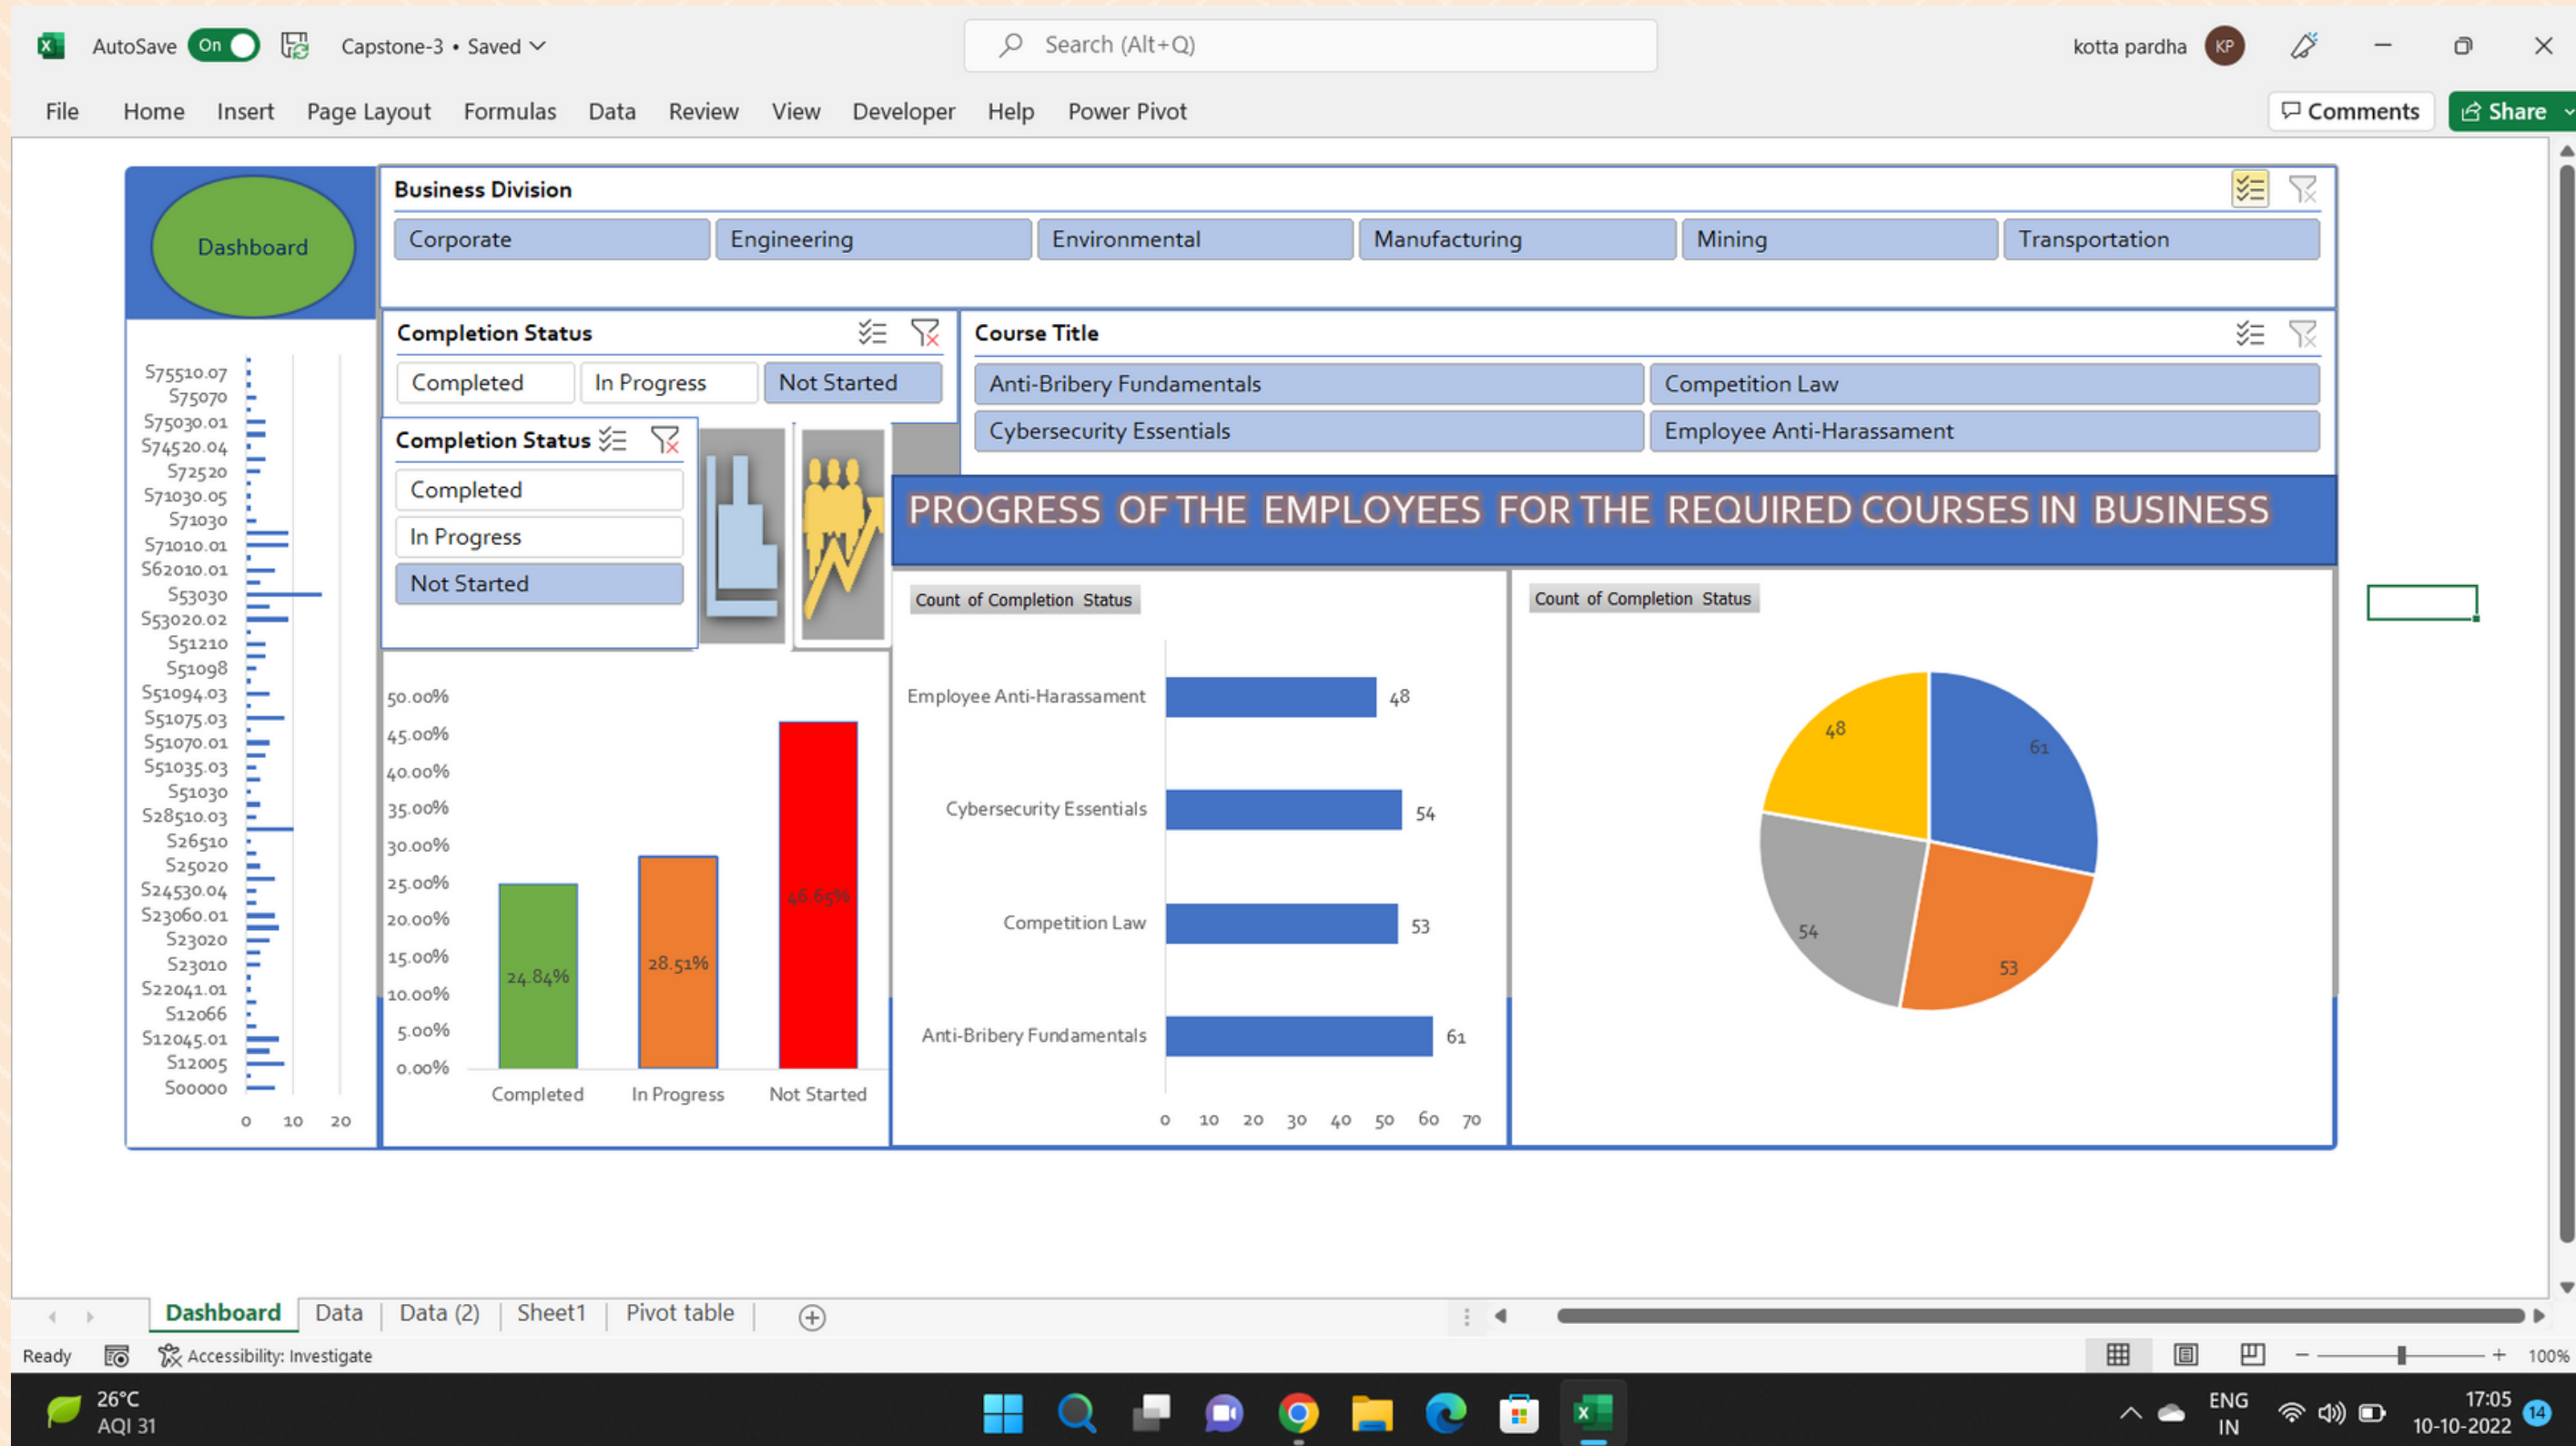 AutoSave On Capstone-3 • Saved
Search (Alt+Q)
kotta pardha KP
File Home Insert Page Layout Formulas Data Review View Developer Help Power Pivot
Comments Share
Dashboard
Business Division
Corporate Engineering Environmental Manufacturing Mining Transportation
Completion Status
Completed In Progress Not Started
Course Title
Anti-Bribery Fundamentals Competition Law
Cybersecurity Essentials Employee Anti-Harassament
Completion Status
Completed
In Progress
Not Started
PROGRESS OF THE EMPLOYEES FOR THE REQUIRED COURSES IN BUSINESS
S75510.07
S75070
S75030.01
S74520.04
S72520
S71030.05
S71030
S71010.01
S62010.01
S53030
S53020.02
S51210
S51098
S51094.03
S51075.03
S51070.01
S51035.03
S51030
S28510.03
S26510
S25020
S24530.04
S23060.01
S23020
S23010
S22041.01
S12066
S12045.01
S12005
S00000
0 10 20
50.00%
45.00%
40.00%
35.00%
30.00%
25.00%
20.00%
15.00%
10.00%
5.00%
0.00%
24.84%
28.51%
46.65%
Completed In Progress Not Started
Count of Completion Status
Employee Anti-Harassament 48
Cybersecurity Essentials 54
Competition Law 53
Anti-Bribery Fundamentals 61
0 10 20 30 40 50 60 70
Count of Completion Status
48
61
54
53
Dashboard Data Data (2) Sheet1 Pivot table
Ready Accessibility: Investigate
100%
26°C
AQI 31
ENG
IN
17:05
10-10-2022
14